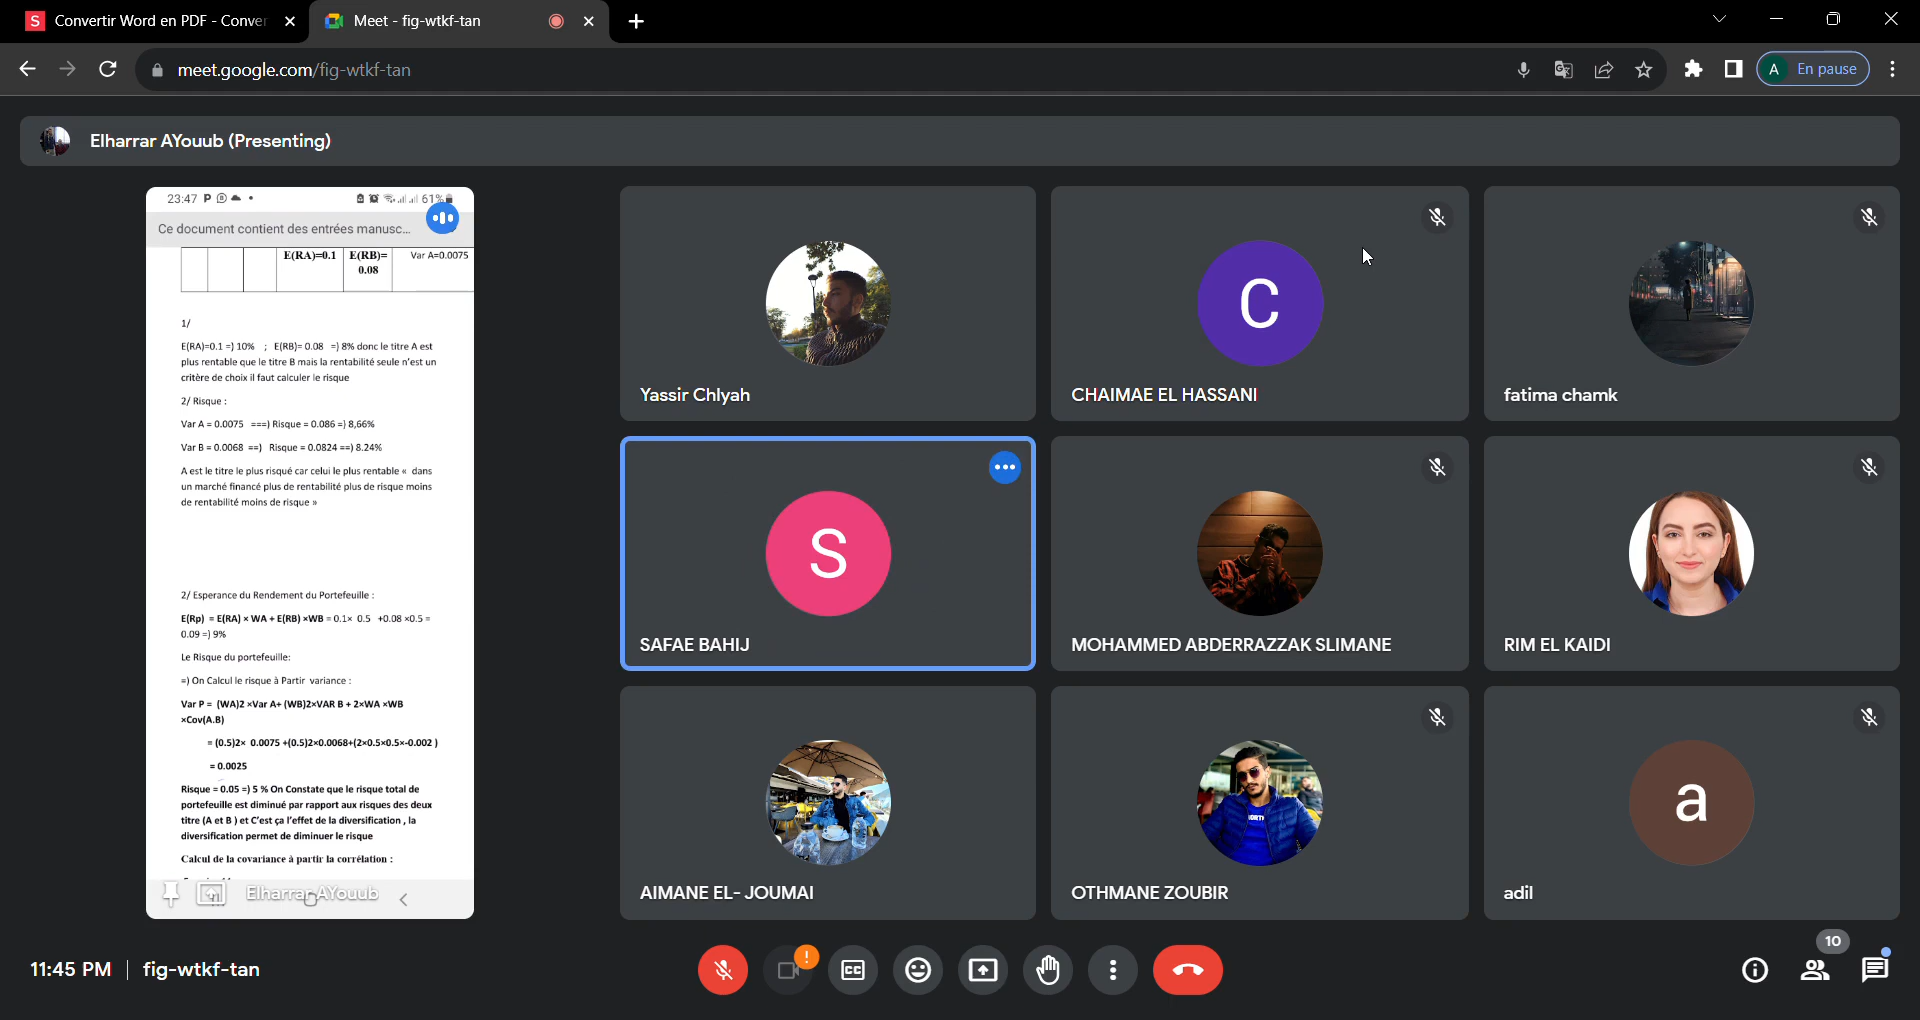 S Convertir Word en PDF - Conver
Meet - fig-wtkf-tan
meet.google.com/fig-wtkf-tan
A En pause
Elharrar AYouub (Presenting)
23:47 P 61%
Ce document contient des entrées manusc...
E(RA)=0.1 E(RB)= Var A=0.0075
0.08
1/
E(RA)=0.1 =) 10% ; E(RB)= 0.08 =) 8% donc le titre A est
plus rentable que le titre B mais la rentabilité seule n'est un
critère de choix il faut calculer le risque
2/ Risque :
Var A = 0.0075 ===) Risque = 0.086 =) 8,66%
Var B = 0.0068 ==) Risque = 0.0824 ==) 8.24%
A est le titre le plus risqué car celui le plus rentable « dans
un marché financé plus de rentabilité plus de risque moins
de rentabilité moins de risque »
2/ Esperance du Rendement du Portefeuille :
E(Rp) = E(RA) × WA + E(RB) ×WB = 0.1× 0.5 +0.08 ×0.5 =
0.09 =) 9%
Le Risque du portefeuille:
=) On Calcul le risque à Partir variance :
Var P = (WA)2 ×Var A+ (WB)2×VAR B + 2×WA ×WB
×Cov(A.B)
= (0.5)2× 0.0075 +(0.5)2×0.0068+(2×0.5×0.5×-0.002 )
= 0.0025
Risque = 0.05 =) 5 % On Constate que le risque total de
portefeuille est diminué par rapport aux risques des deux
titre (A et B ) et C'est ça l'effet de la diversification , la
diversification permet de diminuer le risque
Calcul de la covariance à partir la corrélation :
Elharrar AYouub
Yassir Chlyah
C
CHAIMAE EL HASSANI
fatima chamk
S
SAFAE BAHIJ
MOHAMMED ABDERRAZZAK SLIMANE
RIM EL KAIDI
AIMANE EL- JOUMAI
OTHMANE ZOUBIR
a
adil
11:45 PM | fig-wtkf-tan
!
CC
10